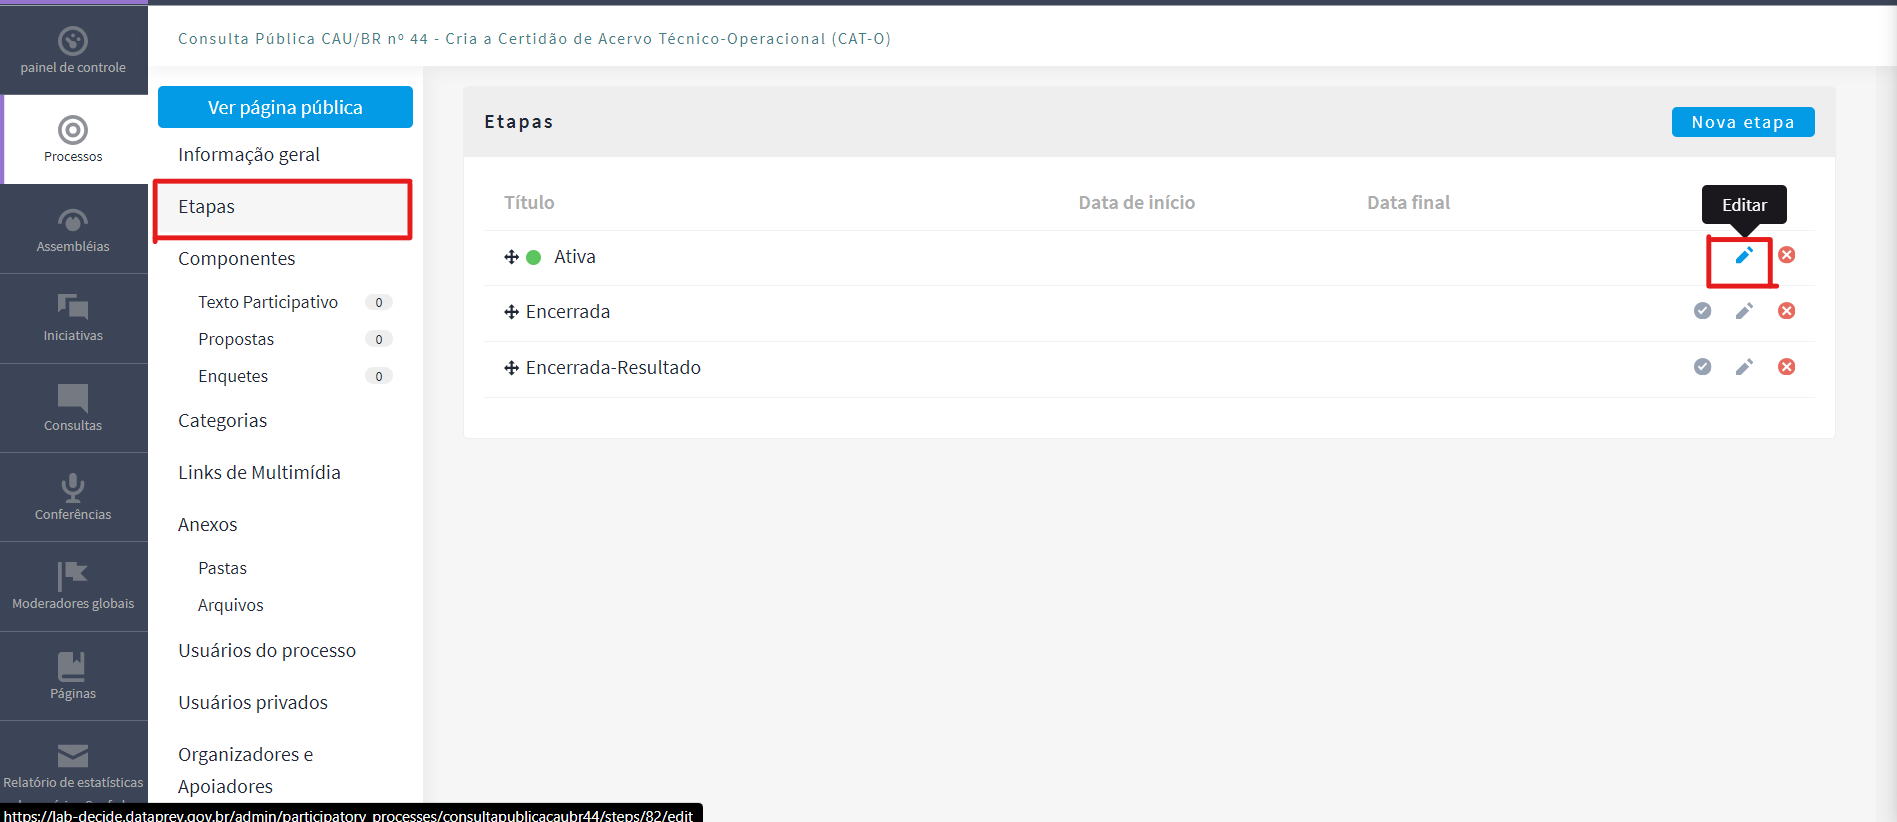 Consulta Pública CAU/BR nº 44 - Cria a Certidão de Acervo Técnico-Operacional (CAT-O)
painel de controle
Processos
Assembléias
Iniciativas
Consultas
Conferências
Moderadores globais
Páginas
Relatório de estatísticas
Ver página pública
Informação geral
Etapas
Componentes
Texto Participativo 0
Propostas 0
Enquetes 0
Categorias
Links de Multimídia
Anexos
Pastas
Arquivos
Usuários do processo
Usuários privados
Organizadores e
Apoiadores
Etapas
Nova etapa
Título Data de início Data final
Editar
Ativa
Encerrada
Encerrada-Resultado
https://lab-decide.dataprev.gov.br/admin/participatory_processes/consultapublicacaubr44/steps/82/edit